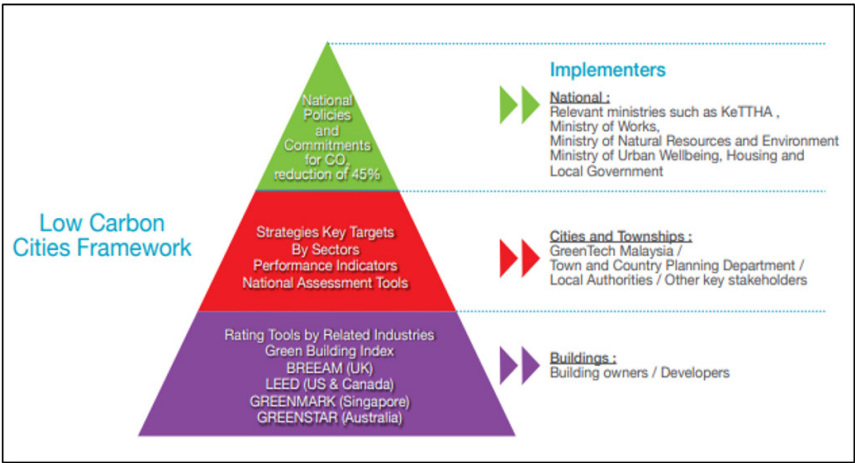 Low Carbon
Cities Framework
National
Policies
and
Commitments
for CO₂
reduction of 45%
Strategies Key Targets
By Sectors
Performance Indicators
National Assessment Tools
Rating Tools by Related Industries
Green Building Index
BREEAM (UK)
LEED (US & Canada)
GREENMARK (Singapore)
GREENSTAR (Australia)
Implementers
National :
Relevant ministries such as KeTTHA ,
Ministry of Works,
Ministry of Natural Resources and Environment
Ministry of Urban Wellbeing, Housing and
Local Government
Cities and Townships :
GreenTech Malaysia /
Town and Country Planning Department /
Local Authorities / Other key stakeholders
Buildings :
Building owners / Developers